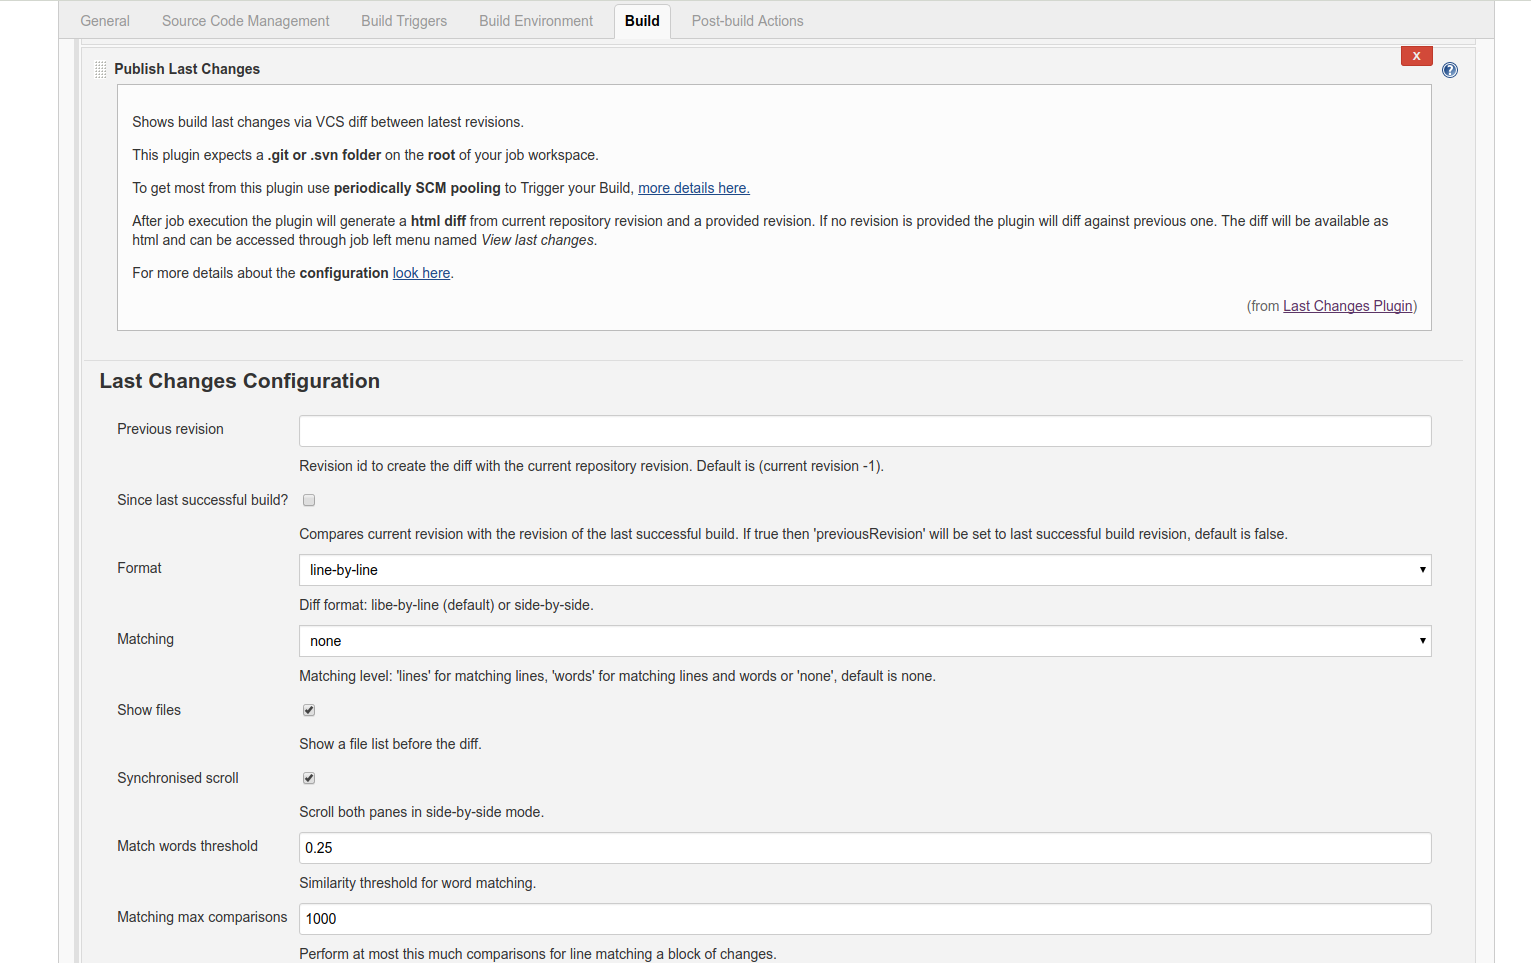 General Source Code Management Build Triggers Build Environment Build Post-build Actions
X
Publish Last Changes ?
Shows build last changes via VCS diff between latest revisions.
This plugin expects a .git or .svn folder on the root of your job workspace.
To get most from this plugin use periodically SCM pooling to Trigger your Build, more details here.
After job execution the plugin will generate a html diff from current repository revision and a provided revision. If no revision is provided the plugin will diff against previous one. The diff will be available as
html and can be accessed through job left menu named View last changes.
For more details about the configuration look here.
(from Last Changes Plugin)
Last Changes Configuration
Previous revision
Revision id to create the diff with the current repository revision. Default is (current revision -1).
Since last successful build?
Compares current revision with the revision of the last successful build. If true then 'previousRevision' will be set to last successful build revision, default is false.
Format line-by-line
Diff format: libe-by-line (default) or side-by-side.
Matching none
Matching level: 'lines' for matching lines, 'words' for matching lines and words or 'none', default is none.
Show files
Show a file list before the diff.
Synchronised scroll
Scroll both panes in side-by-side mode.
Match words threshold 0.25
Similarity threshold for word matching.
Matching max comparisons 1000
Perform at most this much comparisons for line matching a block of changes.